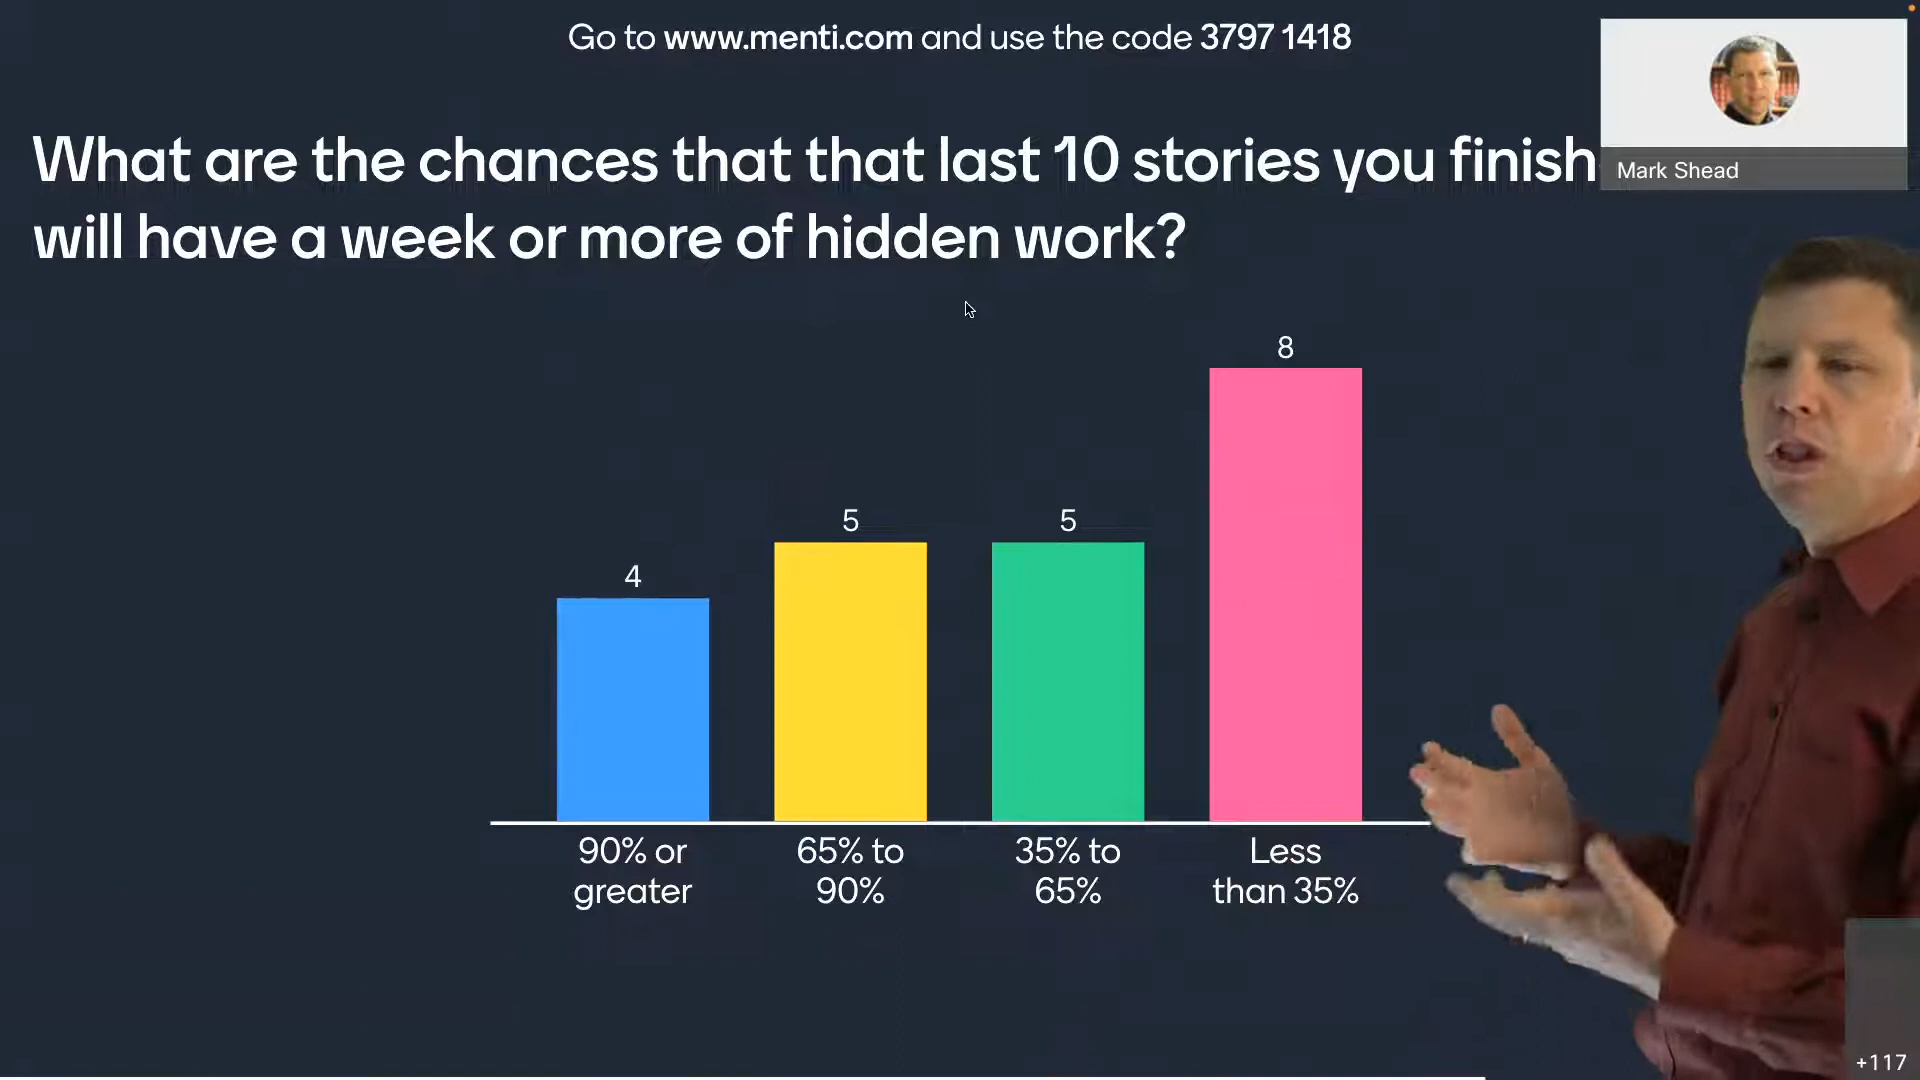 Go to www.menti.com and use the code 3797 1418
What are the chances that that last 10 stories you finish
will have a week or more of hidden work?
Mark Shead
4
5
5
8
90% or
greater
65% to
90%
35% to
65%
Less
than 35%
+117